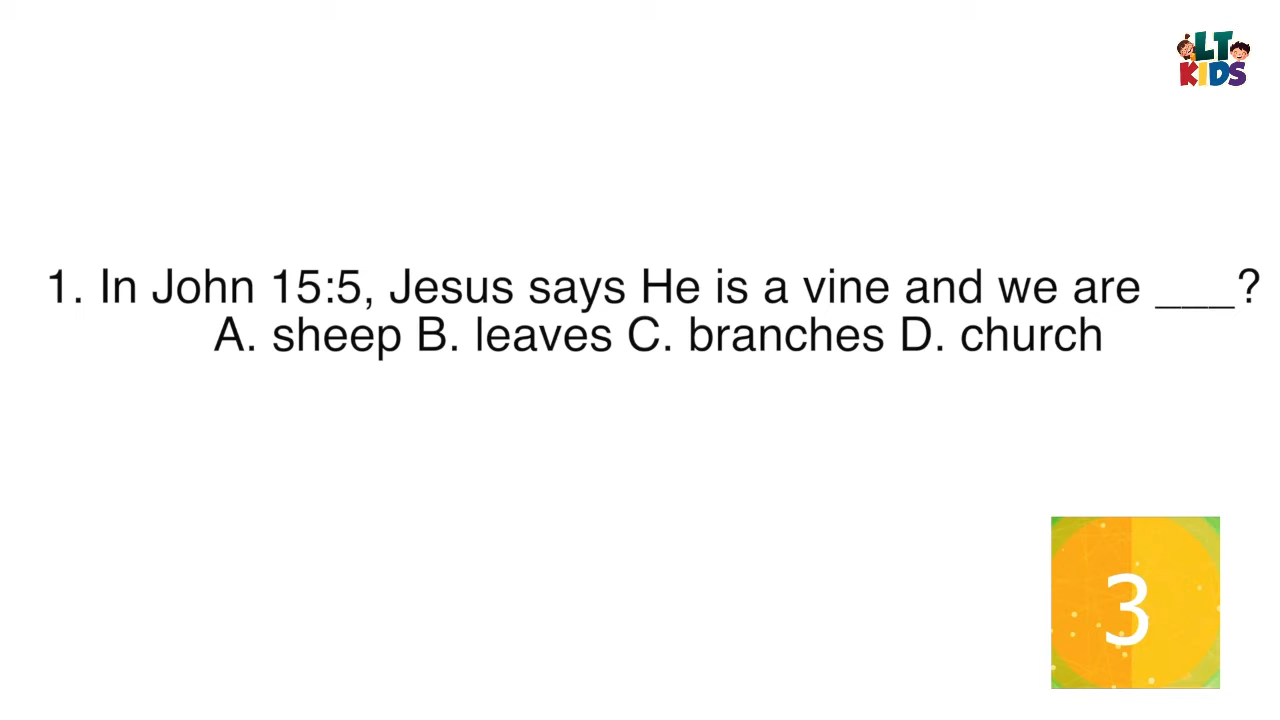 LT
KIDS
1. In John 15:5, Jesus says He is a vine and we are ___?
A. sheep B. leaves C. branches D. church
3